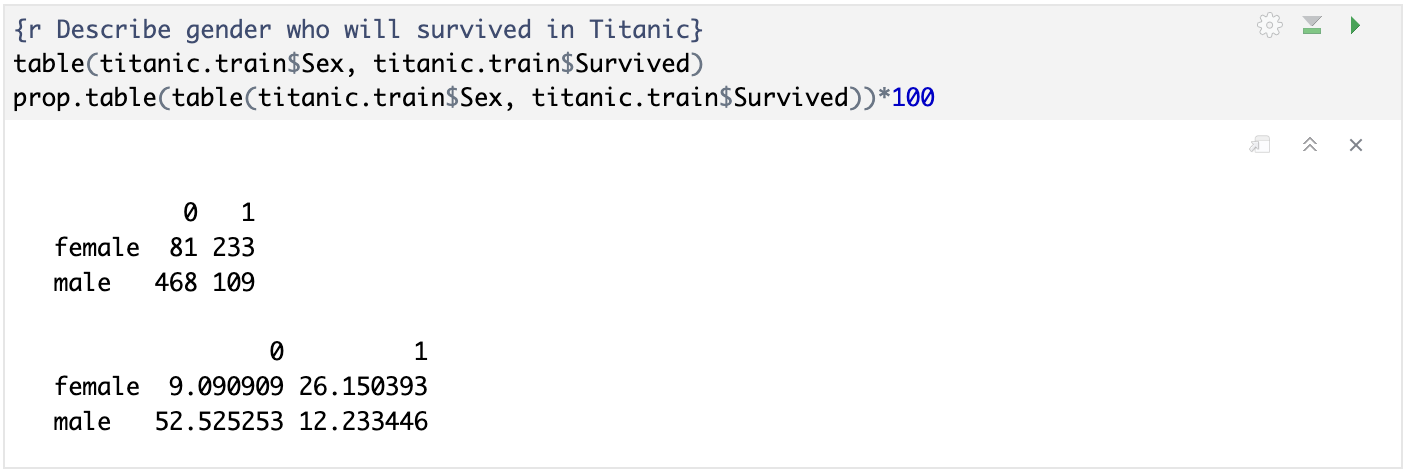 {r Describe gender who will survived in Titanic}
table(titanic.train$Sex, titanic.train$Survived)
prop.table(table(titanic.train$Sex, titanic.train$Survived))*100
0 1
female 81 233
male 468 109
0 1
female 9.090909 26.150393
male 52.525253 12.233446